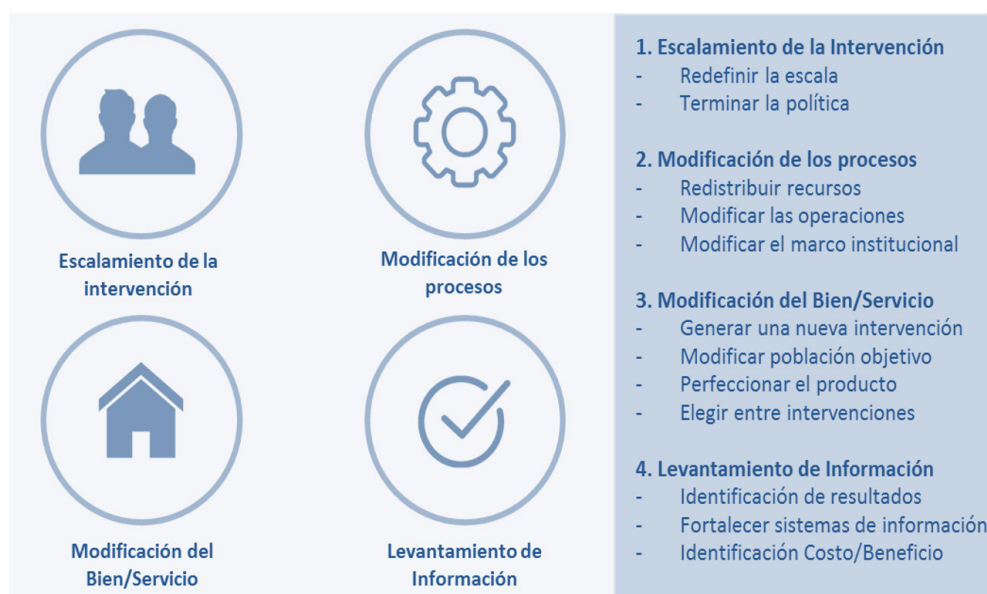 Escalamiento de la
intervención
Modificación de los
procesos
Modificación del
Bien/Servicio
Levantamiento de
Información
1. Escalamiento de la Intervención
- Redefinir la escala
- Terminar la política
2. Modificación de los procesos
- Redistribuir recursos
- Modificar las operaciones
- Modificar el marco institucional
3. Modificación del Bien/Servicio
- Generar una nueva intervención
- Modificar población objetivo
- Perfeccionar el producto
- Elegir entre intervenciones
4. Levantamiento de Información
- Identificación de resultados
- Fortalecer sistemas de información
- Identificación Costo/Beneficio